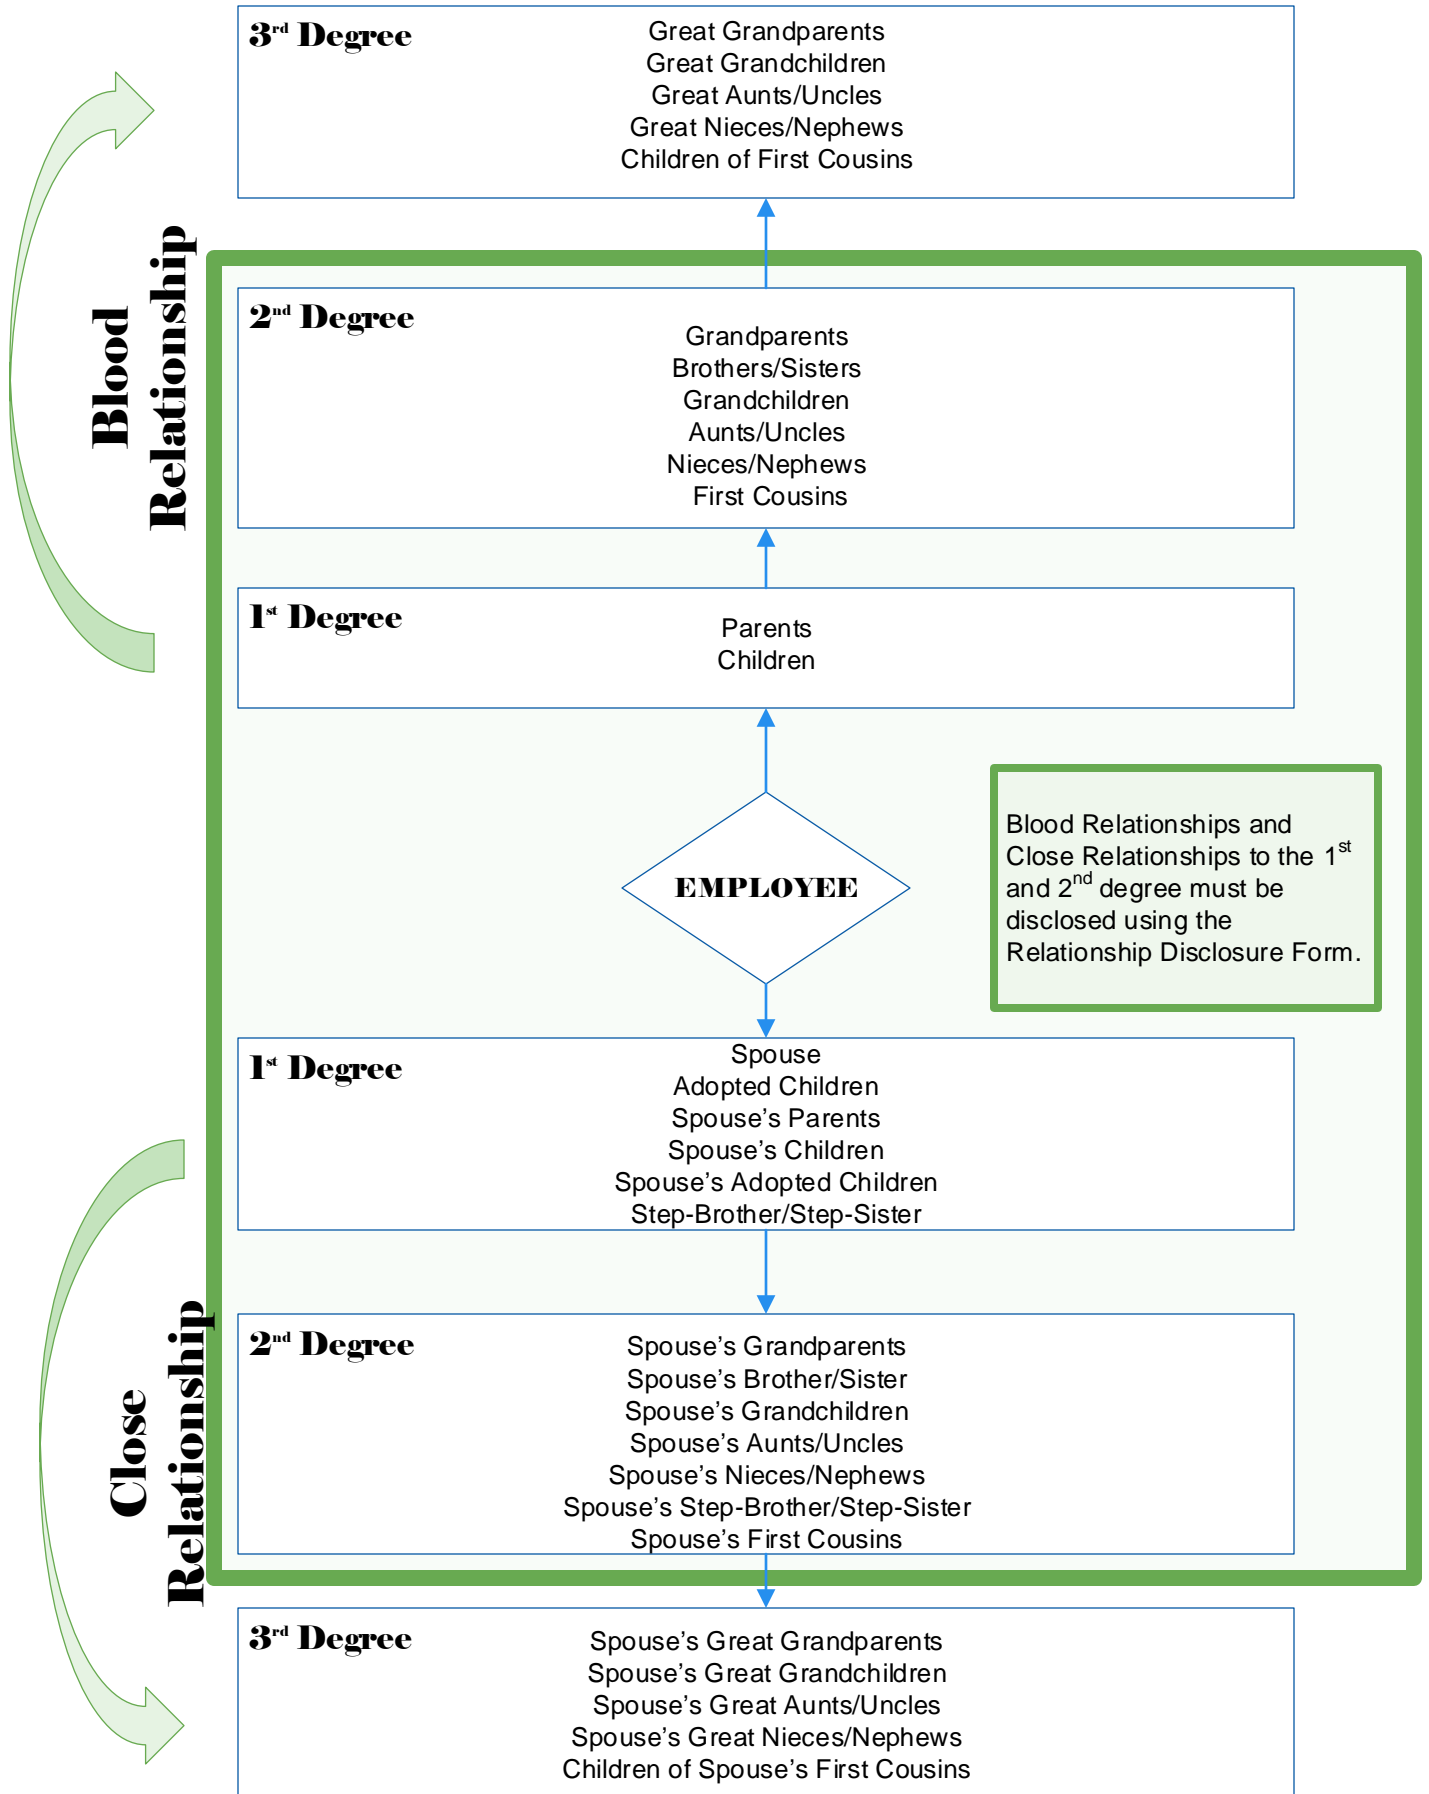 3rd Degree
Great Grandparents
Great Grandchildren
Great Aunts/Uncles
Great Nieces/Nephews
Children of First Cousins
Blood
Relationship
2nd Degree
Grandparents
Brothers/Sisters
Grandchildren
Aunts/Uncles
Nieces/Nephews
First Cousins
1st Degree
Parents
Children
EMPLOYEE
Blood Relationships and
Close Relationships to the 1st
and 2nd degree must be
disclosed using the
Relationship Disclosure Form.
1st Degree
Spouse
Adopted Children
Spouse’s Parents
Spouse’s Children
Spouse’s Adopted Children
Step-Brother/Step-Sister
Close
Relationship
2nd Degree
Spouse’s Grandparents
Spouse’s Brother/Sister
Spouse’s Grandchildren
Spouse’s Aunts/Uncles
Spouse’s Nieces/Nephews
Spouse’s Step-Brother/Step-Sister
Spouse’s First Cousins
3rd Degree
Spouse’s Great Grandparents
Spouse’s Great Grandchildren
Spouse’s Great Aunts/Uncles
Spouse’s Great Nieces/Nephews
Children of Spouse’s First Cousins